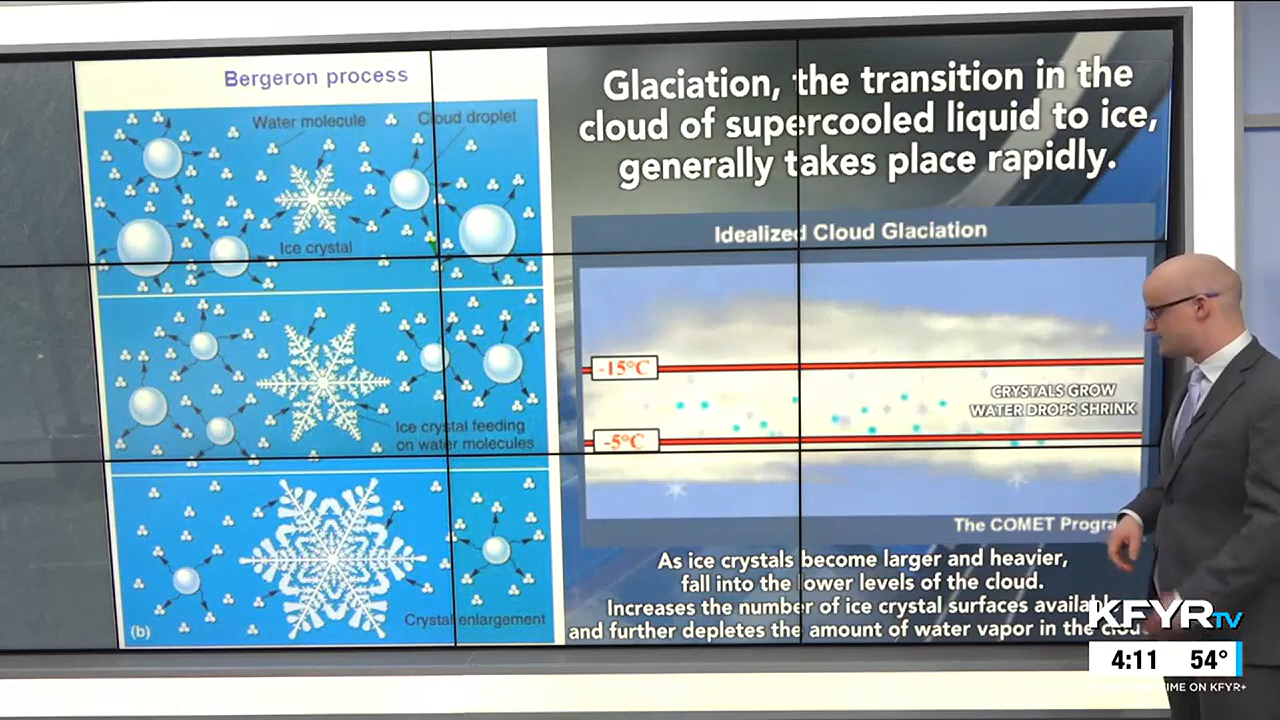 Bergeron process
Water molecule
Cloud droplet
Ice crystal
Ice crystal feeding
on water molecules
Crystal enlargement
(b)
Glaciation, the transition in the
cloud of supercooled liquid to ice,
generally takes place rapidly.
Idealized Cloud Glaciation
-15°C
CRYSTALS GROW
WATER DROPS SHRINK
-5°C
The COMET Progra
As ice crystals become larger and heavier,
fall into the lower levels of the cloud.
Increases the number of ice crystal surfaces availab
and further depletes the amount of water vapor in the clou
KFYR TV
4:11 54°
IME ON KFYR+